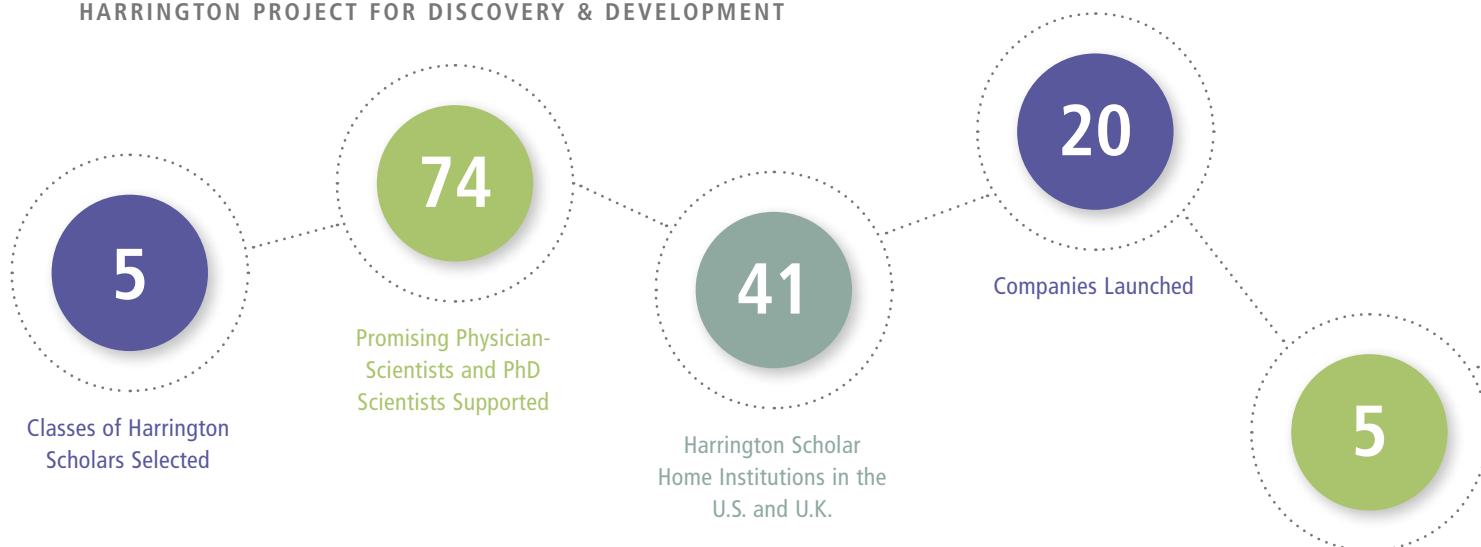 HARRINGTON PROJECT FOR DISCOVERY & DEVELOPMENT
5
Classes of Harrington
Scholars Selected
74
Promising Physician-
Scientists and PhD
Scientists Supported
41
Harrington Scholar
Home Institutions in the
U.S. and U.K.
20
Companies Launched
5